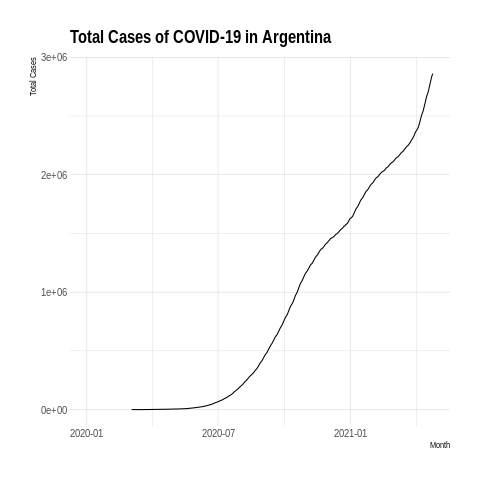 Total Cases of COVID-19 in Argentina
Total Cases
3e+06
2e+06
1e+06
0e+00
2020-01 2020-07 2021-01
Month